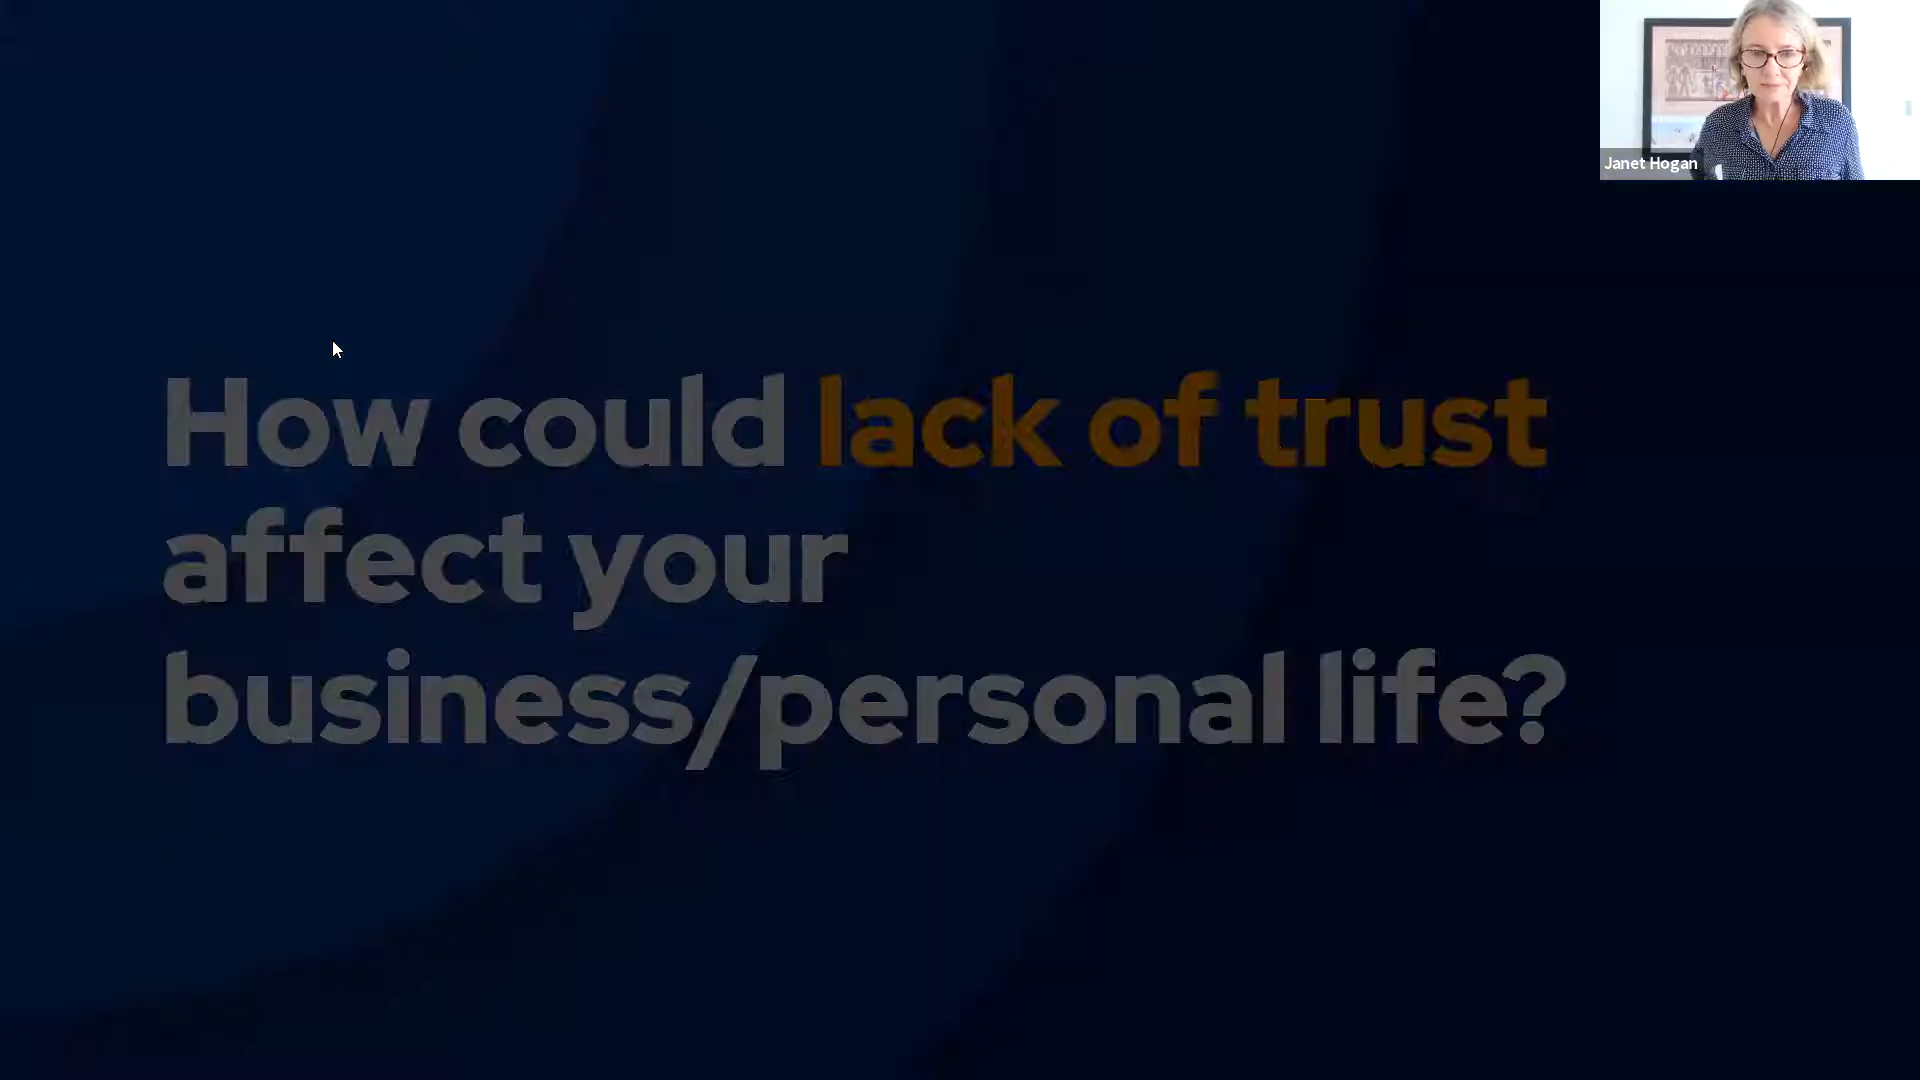 Janet Hogan
How could lack of trust
affect your
business/personal life?